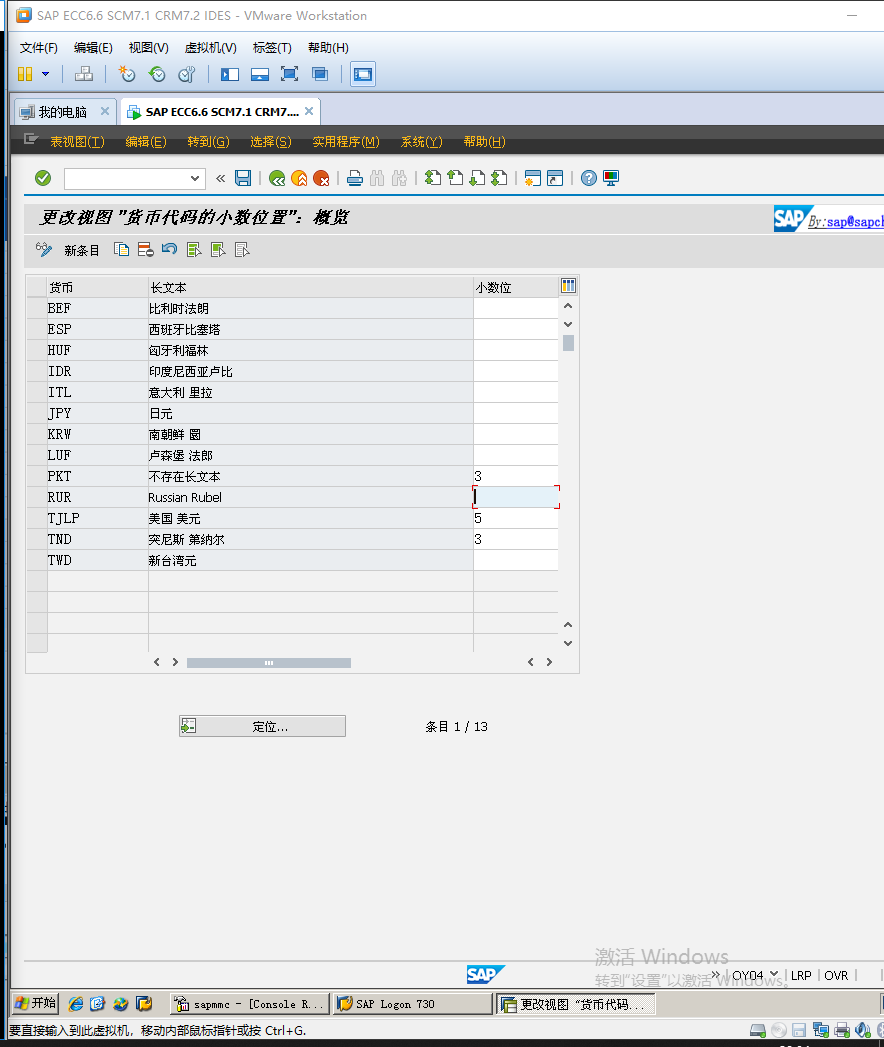 SAP ECC6.6 SCM7.1 CRM7.2 IDES - VMware Workstation
文件(F) 编辑(E) 视图(V) 虚拟机(V) 标签(T) 帮助(H)
我的电脑 × SAP ECC6.6 SCM7.1 CRM7.... ×
表视图(T) 编辑(E) 转到(G) 选择(S) 实用程序(M) 系统(Y) 帮助(H)
更改视图 "货币代码的小数位置": 概览
SAP By:sap@sapch
新条目
货币 长文本 小数位
BEF 比利时法朗
ESP 西班牙比塞塔
HUF 匈牙利福林
IDR 印度尼西亚卢比
ITL 意大利 里拉
JPY 日元
KRW 南朝鲜 圆
LUF 卢森堡 法郎
PKT 不存在长文本 3
RUR Russian Rubel
TJLP 美国 美元 5
TND 突尼斯 第纳尔 3
TWD 新台湾元
定位... 条目 1 / 13
激活 Windows
转到"设置"以激活 Windows。
SAP » OY04 LRP OVR
开始 sapmmc - [Console R... SAP Logon 730 更改视图 "货币代码...
要直接输入到此虚拟机，移动内部鼠标指针或按 Ctrl+G.